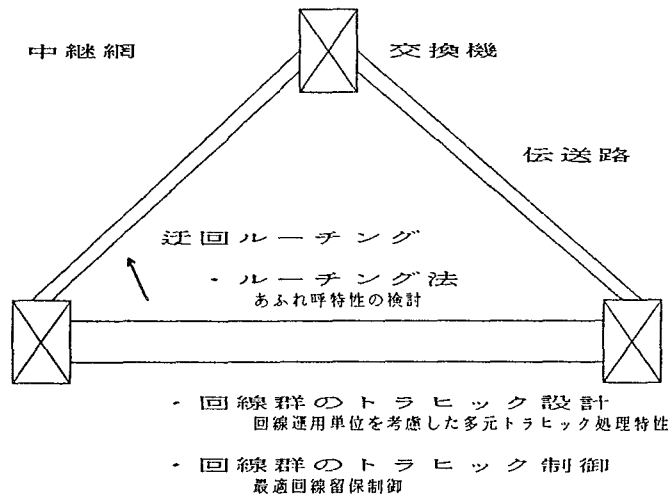 中継網
交換機
伝送路
迂回ルーチング
・ルーチング法
あふれ呼特性の検討
・回線群のトラヒック設計
回線運用単位を考慮した多元トラヒック処理特性
・回線群のトラヒック制御
最適回線留保制御